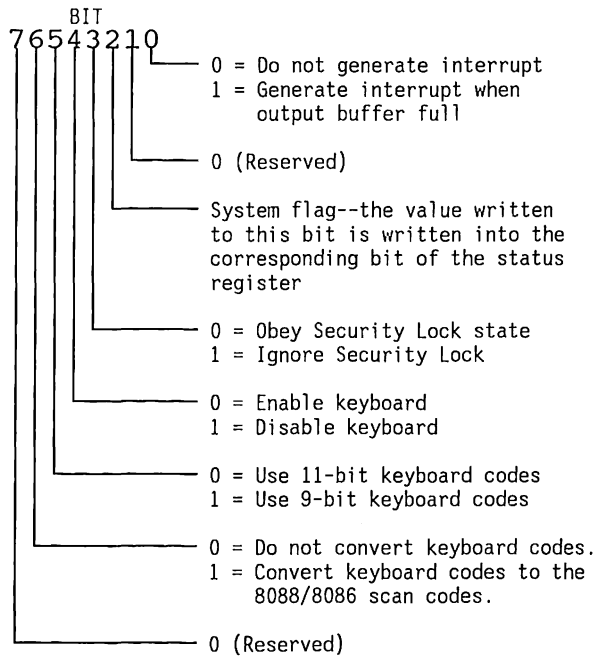 BIT
76543210
0 = Do not generate interrupt
1 = Generate interrupt when
output buffer full
0 (Reserved)
System flag--the value written
to this bit is written into the
corresponding bit of the status
register
0 = Obey Security Lock state
1 = Ignore Security Lock
0 = Enable keyboard
1 = Disable keyboard
0 = Use 11-bit keyboard codes
1 = Use 9-bit keyboard codes
0 = Do not convert keyboard codes.
1 = Convert keyboard codes to the
8088/8086 scan codes.
0 (Reserved)